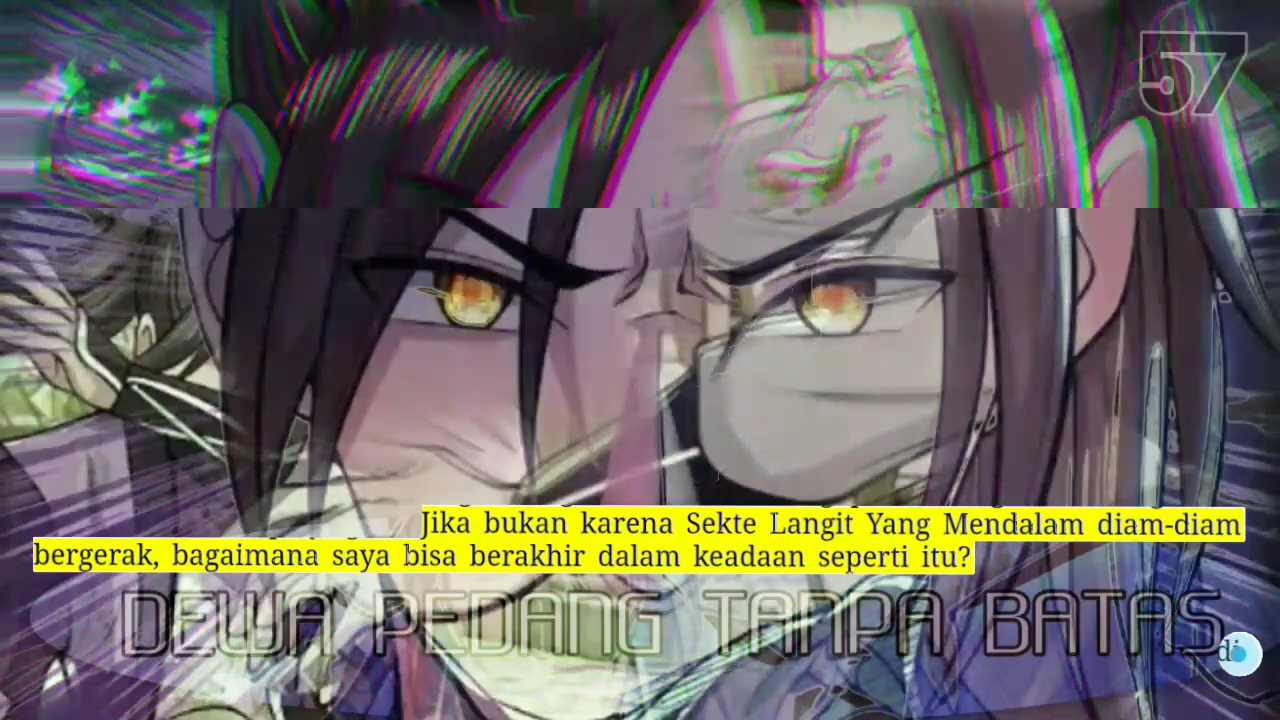 57
Jika bukan karena Sekte Langit Yang Mendalam diam-diam
bergerak, bagaimana saya bisa berakhir dalam keadaan seperti itu?
DEWA PEDANG TANPA BATAS
di